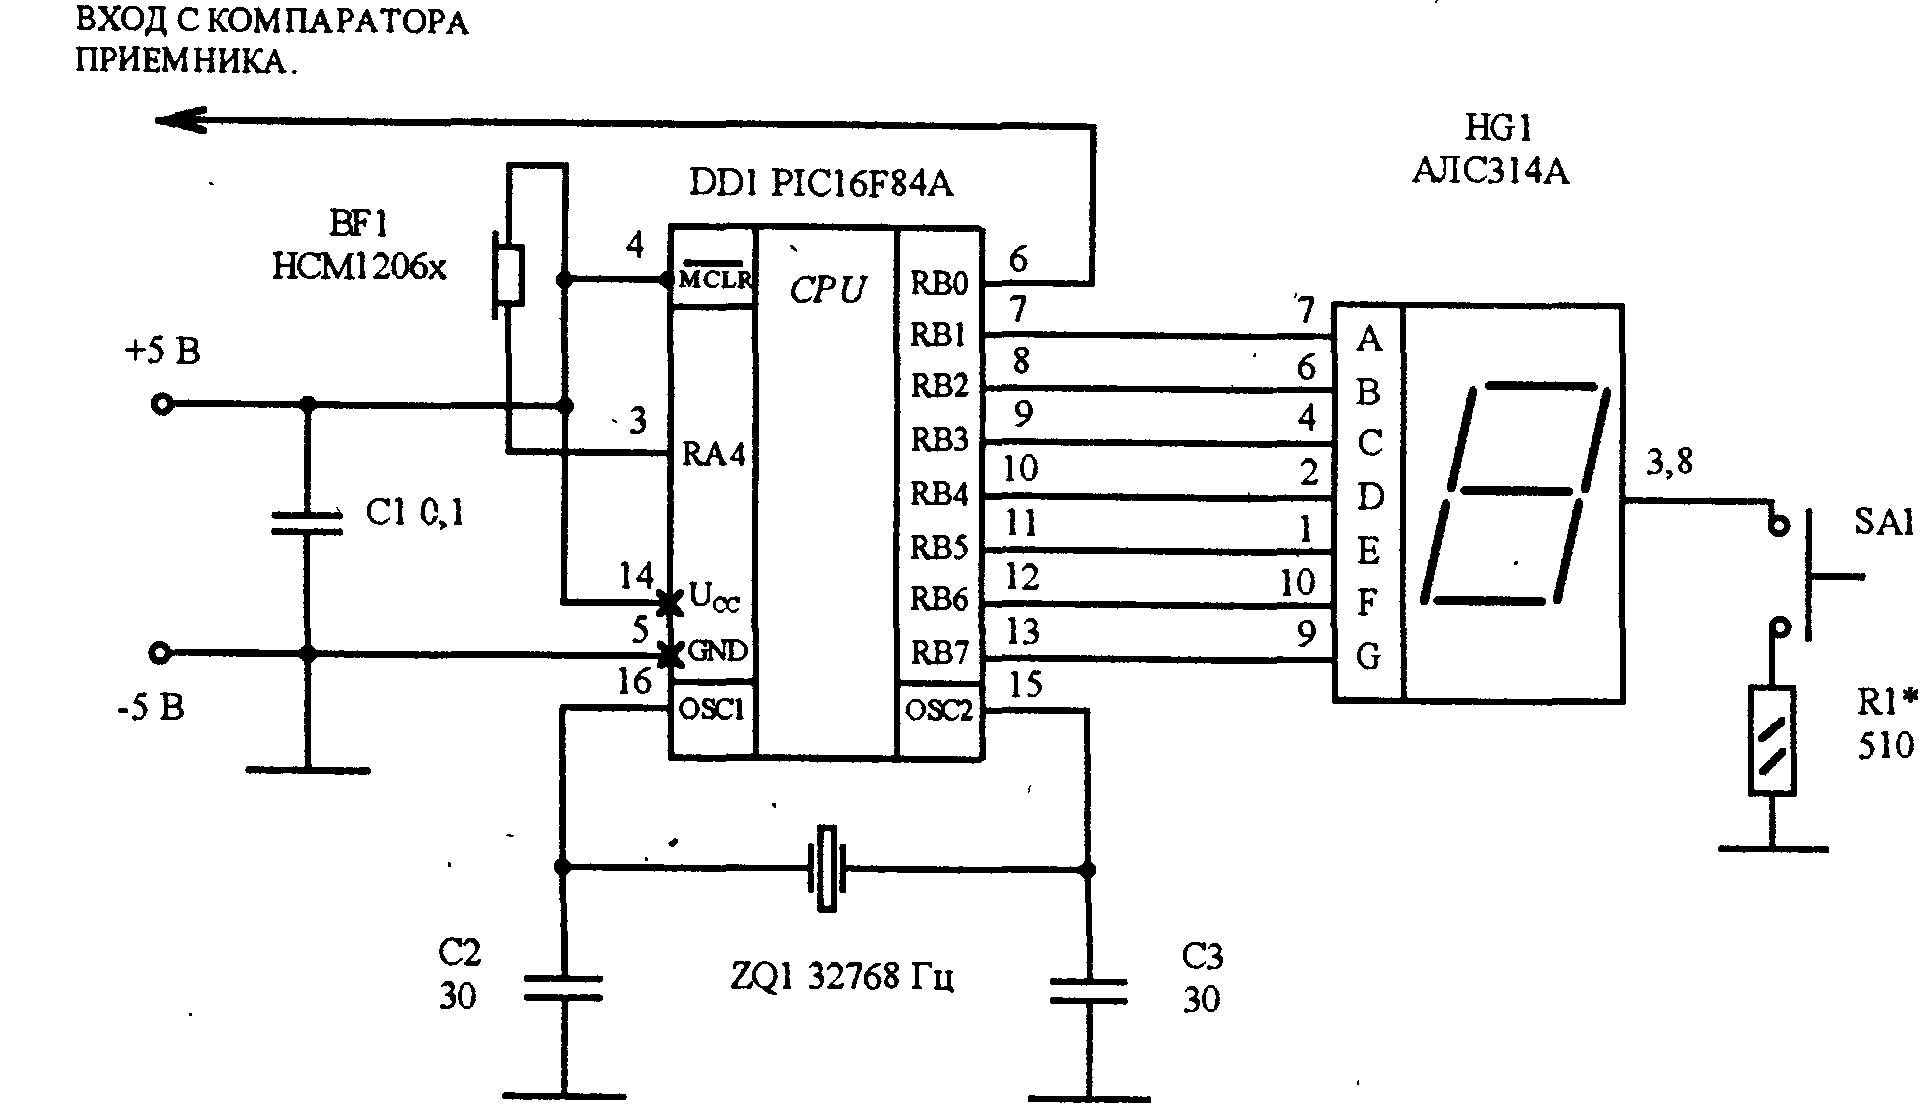 ВХОД С КОМПАРАТОРА
ПРИЕМНИКА.
HG1
АЛС314А
DD1 PIC16F84A
BF1
HCM1206x
4
MCLR
CPU
RB0
6
+5 В
3
RA4
RB1
7
7
A
RB2
8
6
B
RB3
9
4
C
RB4
10
2
D
RB5
11
1
E
RB6
12
10
F
RB7
13
9
G
3,8
SA1
C1 0,1
14
Ucc
5
GND
-5 В
16
OSC1
OSC2
15
R1*
510
C2
30
ZQ1 32768 Гц
C3
30